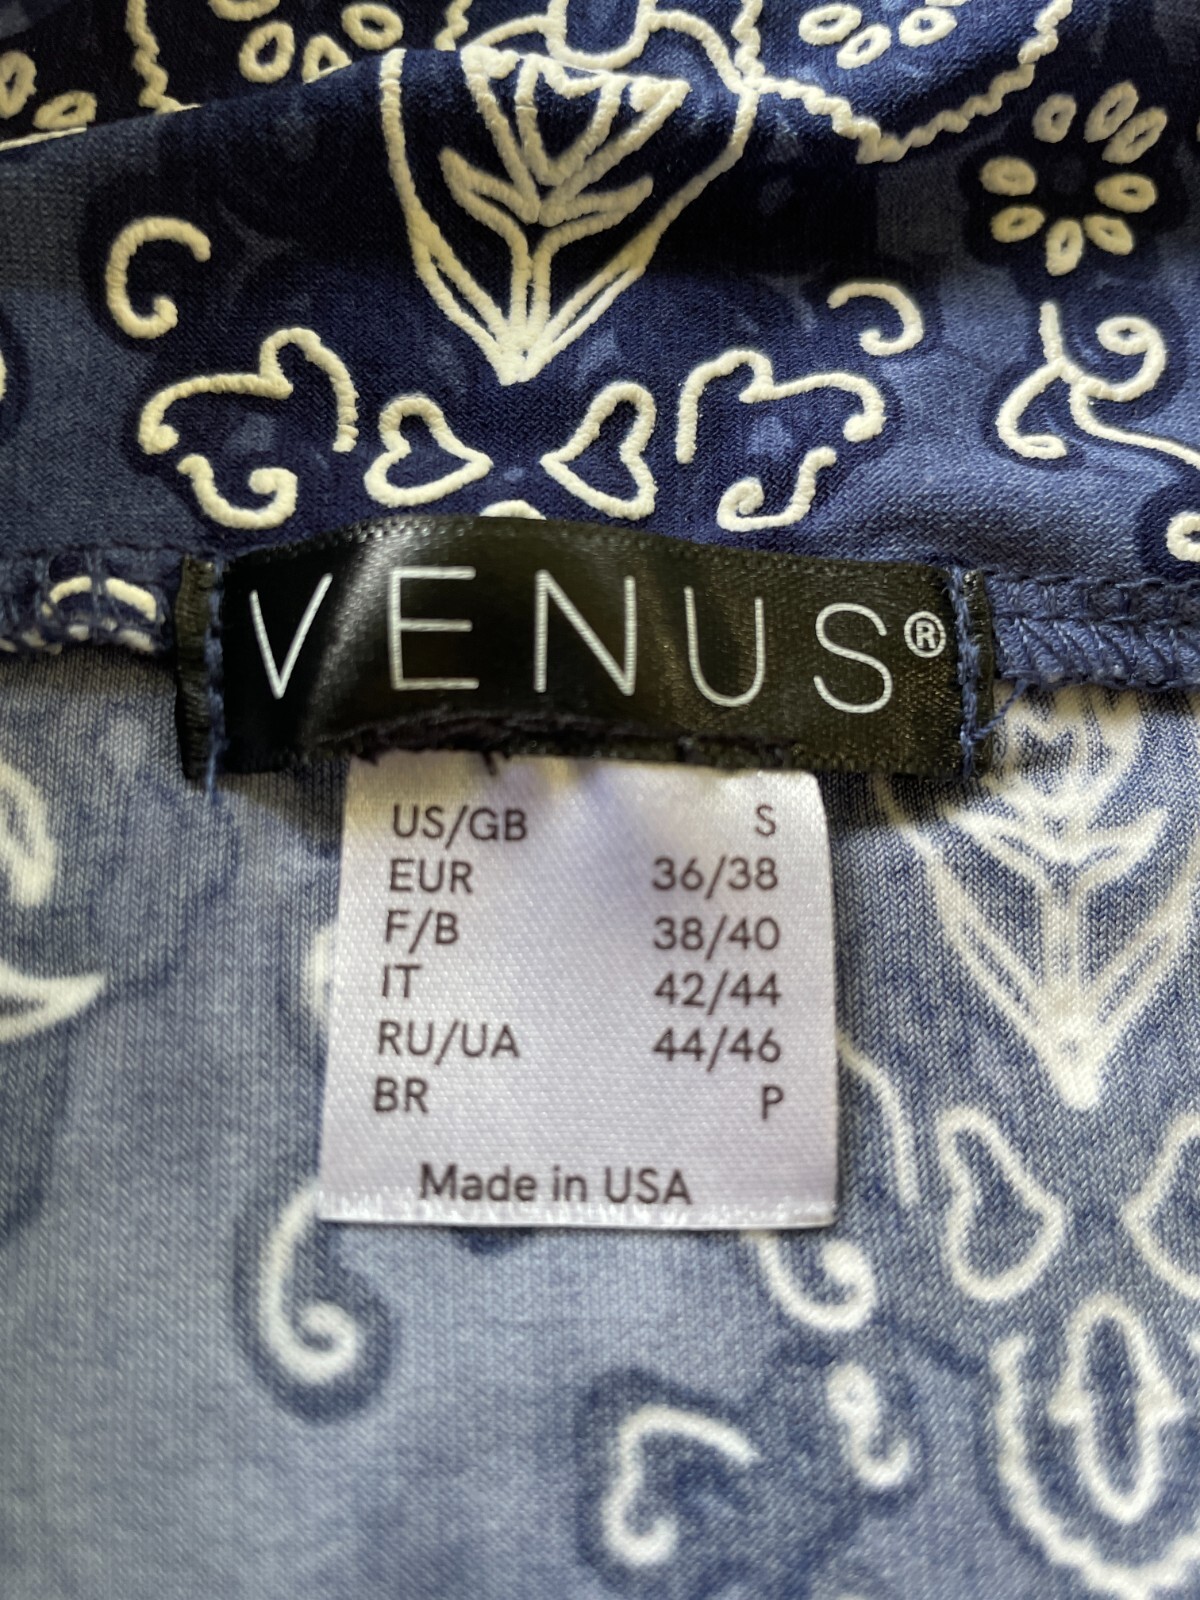 VENUS®
US/GB S
EUR 36/38
F/B 38/40
IT 42/44
RU/UA 44/46
BR P
Made in USA